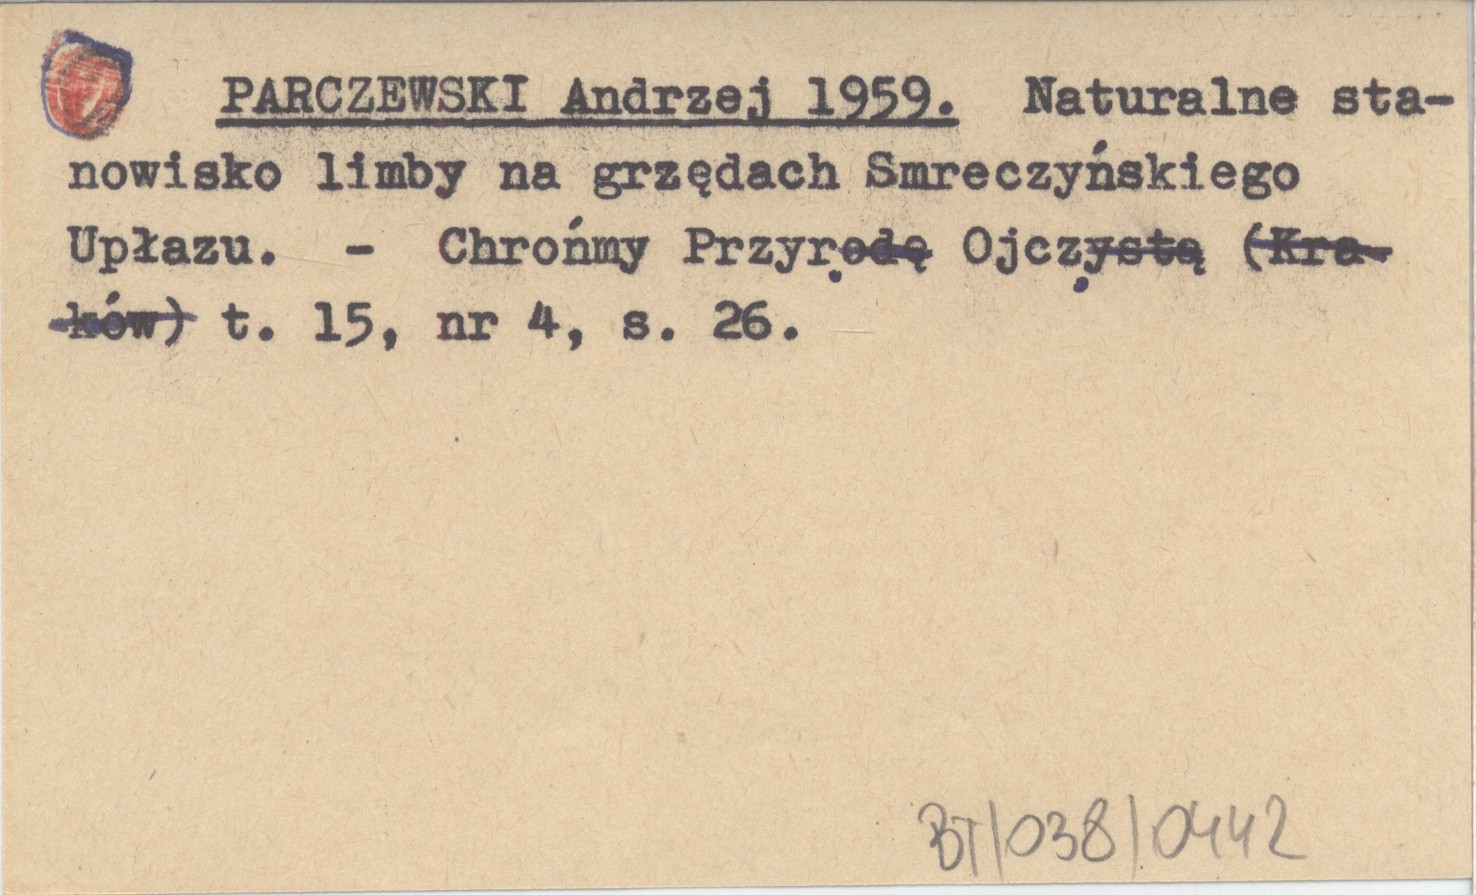 PARCZEWSKI Andrzej 1959. Naturalne sta-
nowisko limby na grzędach Smreczyńskiego
Upłazu. - Chrońmy Przyrodę Ojczystą (Kra-
ków) t. 15, nr 4, s. 26.
BT/038/0442